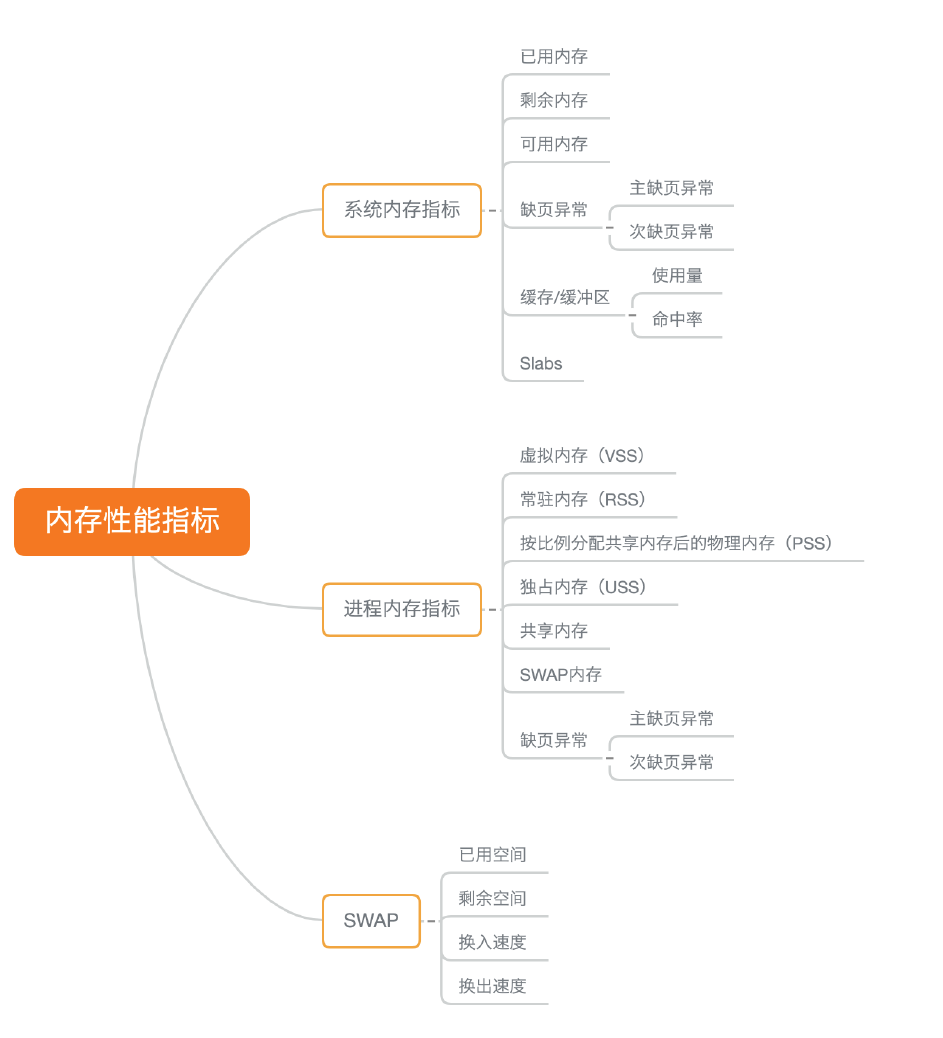 内存性能指标
系统内存指标
已用内存
剩余内存
可用内存
缺页异常
主缺页异常
次缺页异常
缓存/缓冲区
使用量
命中率
Slabs
进程内存指标
虚拟内存（VSS）
常驻内存（RSS）
按比例分配共享内存后的物理内存（PSS）
独占内存（USS）
共享内存
SWAP内存
缺页异常
主缺页异常
次缺页异常
SWAP
已用空间
剩余空间
换入速度
换出速度